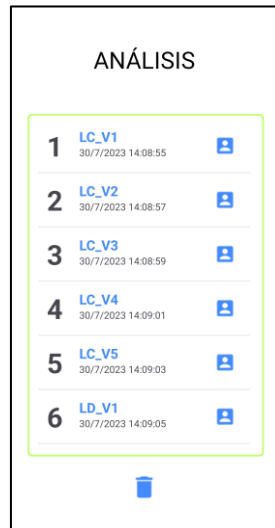 ANÁLISIS
1 LC_V1
30/7/2023 14:08:55
2 LC_V2
30/7/2023 14:08:57
3 LC_V3
30/7/2023 14:08:59
4 LC_V4
30/7/2023 14:09:01
5 LC_V5
30/7/2023 14:09:03
6 LD_V1
30/7/2023 14:09:05